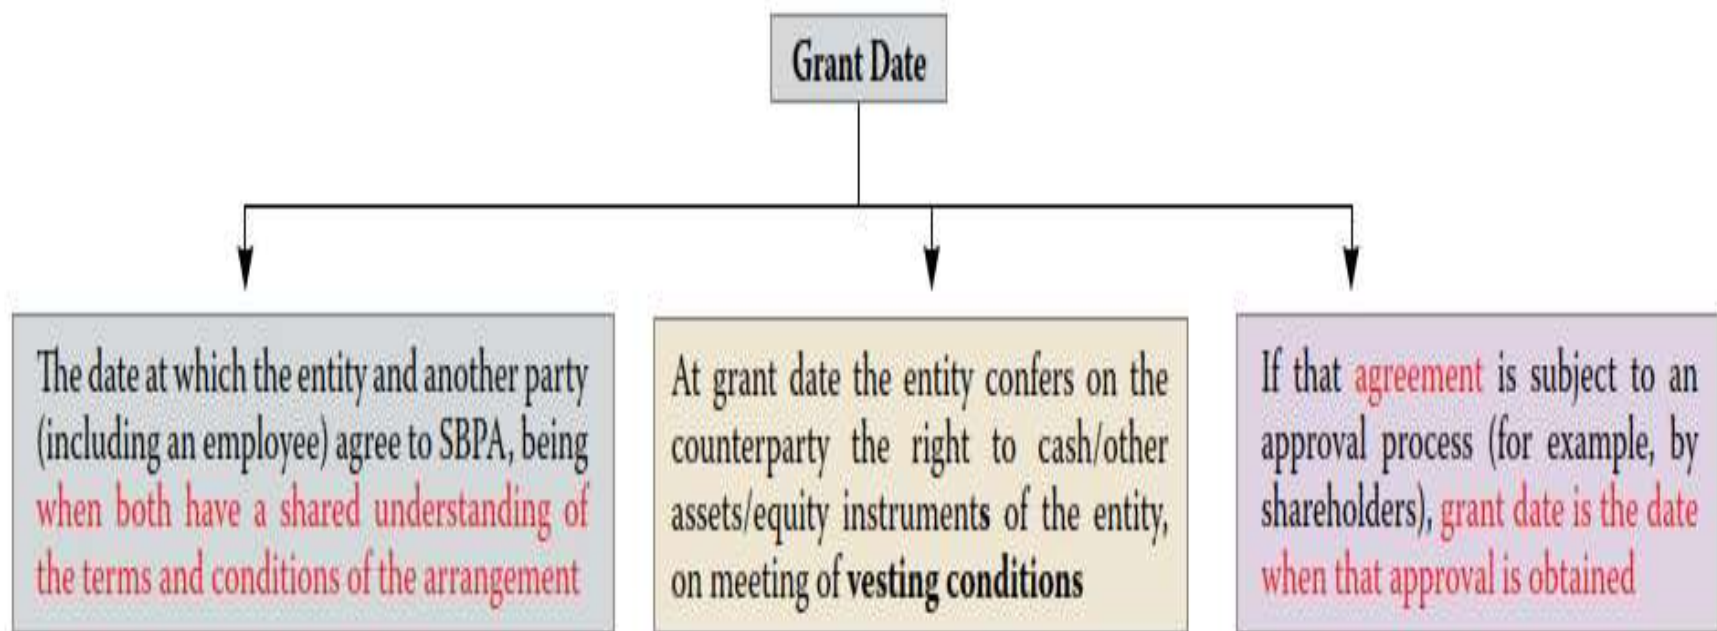 Grant Date
The date at which the entity and another party
(including an employee) agree to SBPA, being
when both have a shared understanding of
the terms and conditions of the arrangement
At grant date the entity confers on the
counterparty the right to cash/other
assets/equity instruments of the entity,
on meeting of vesting conditions
If that agreement is subject to an
approval process (for example, by
shareholders), grant date is the date
when that approval is obtained